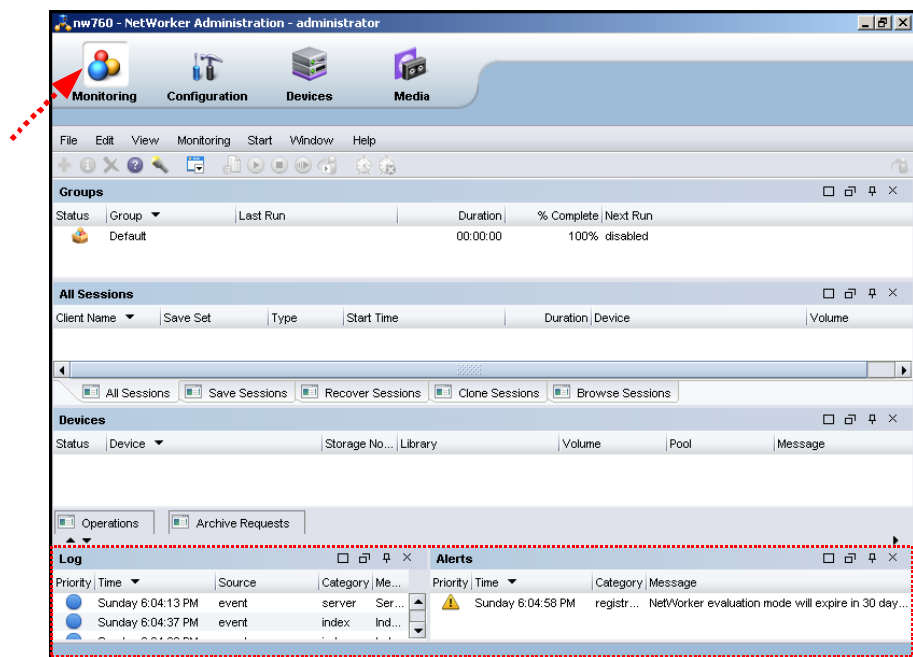 nw760 - NetWorker Administration - administrator
Monitoring Configuration Devices Media
File Edit View Monitoring Start Window Help
Groups
Status Group Last Run Duration % Complete Next Run
Default 00:00:00 100% disabled
All Sessions
Client Name Save Set Type Start Time Duration Device Volume
All Sessions Save Sessions Recover Sessions Clone Sessions Browse Sessions
Devices
Status Device Storage No... Library Volume Pool Message
Operations Archive Requests
Log
Priority Time Source Category Me...
Sunday 6:04:13 PM event server Ser...
Sunday 6:04:37 PM event index Ind...
Alerts
Priority Time Category Message
Sunday 6:04:58 PM registr... NetWorker evaluation mode will expire in 30 day...